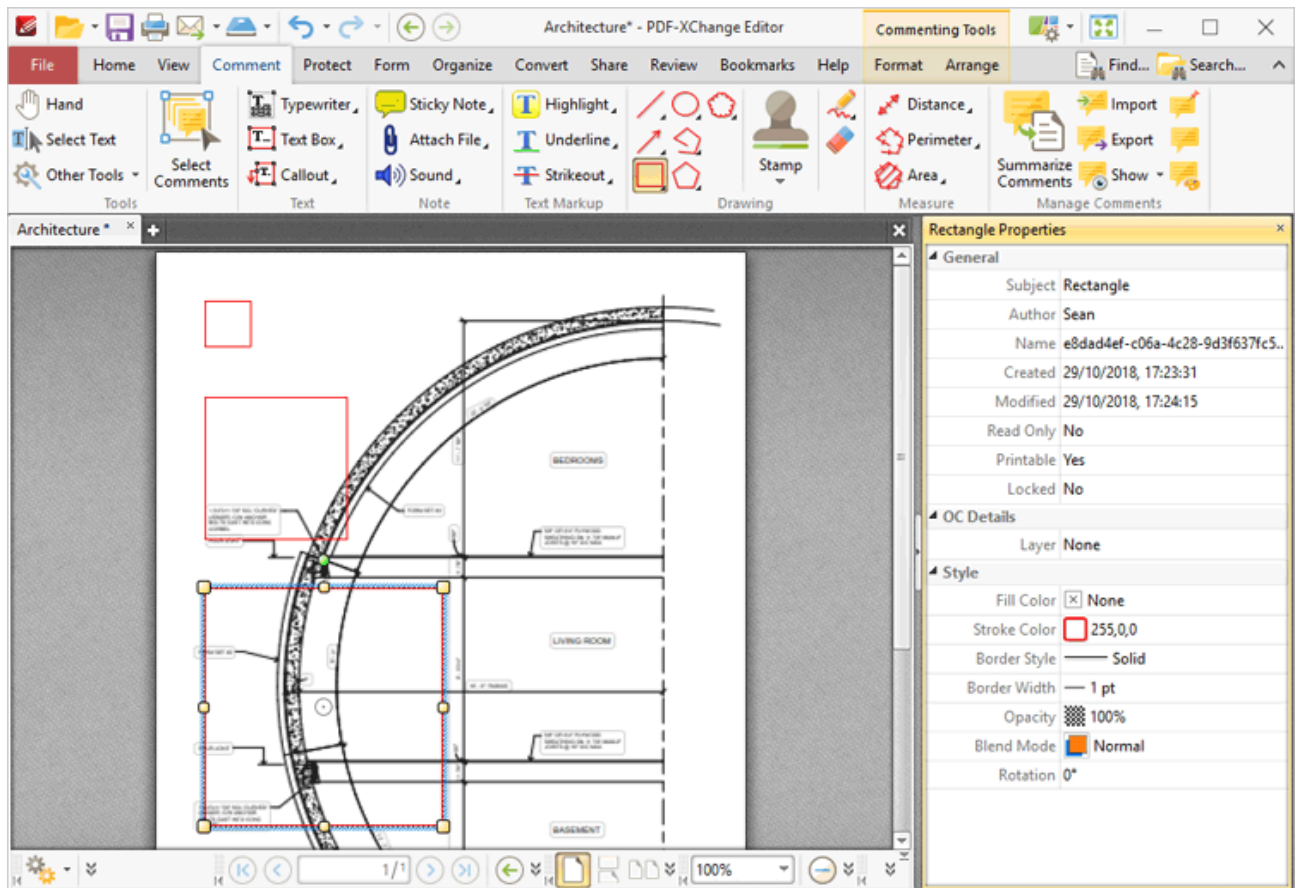 Architecture* - PDF-XChange Editor
Commenting Tools
File Home View Comment Protect Form Organize Convert Share Review Bookmarks Help Format Arrange Find... Search...
Hand
Select Text
Other Tools
Select
Comments
Tools
Typewriter
Text Box
Callout
Text
Sticky Note
Attach File
Sound
Note
Highlight
Underline
Strikeout
Text Markup
Stamp
Drawing
Distance
Perimeter
Area
Measure
Summarize
Comments
Import
Export
Show
Manage Comments
Architecture *
BEDROOMS
LIVING ROOM
BASEMENT
Rectangle Properties
General
Subject Rectangle
Author Sean
Name e8dad4ef-c06a-4c28-9d3f637fc5..
Created 29/10/2018, 17:23:31
Modified 29/10/2018, 17:24:15
Read Only No
Printable Yes
Locked No
OC Details
Layer None
Style
Fill Color None
Stroke Color 255,0,0
Border Style Solid
Border Width 1 pt
Opacity 100%
Blend Mode Normal
Rotation 0°
1/1
100%